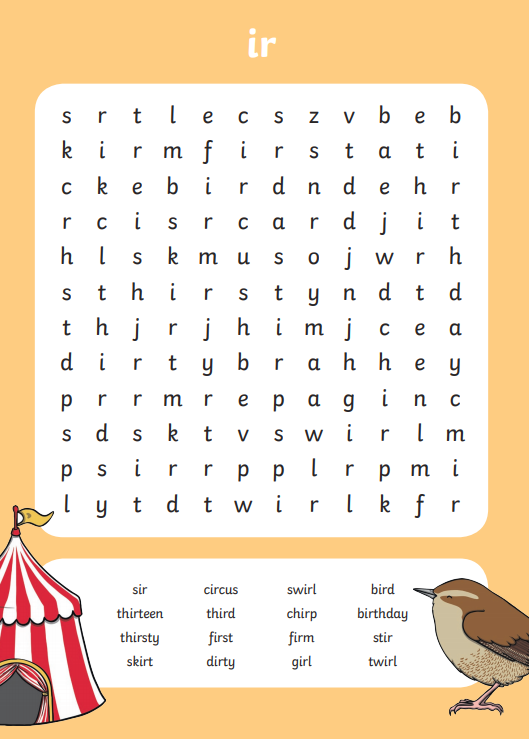 ir
s r t l e c s z v b e b
k i r m f i r s t a t i
c k e b i r d n d e h r
r c i s r c a r d j i t
h l s k m u s o j w r h
s t h i r s t y n d t d
t h j r j h i m j c e a
d i r t y b r a h h e y
p r r m r e p a g i n c
s d s k t v s w i r l m
p s i r r p p l r p m i
l y t d t w i r l k f r
sir circus swirl bird
thirteen third chirp birthday
thirsty first firm stir
skirt dirty girl twirl